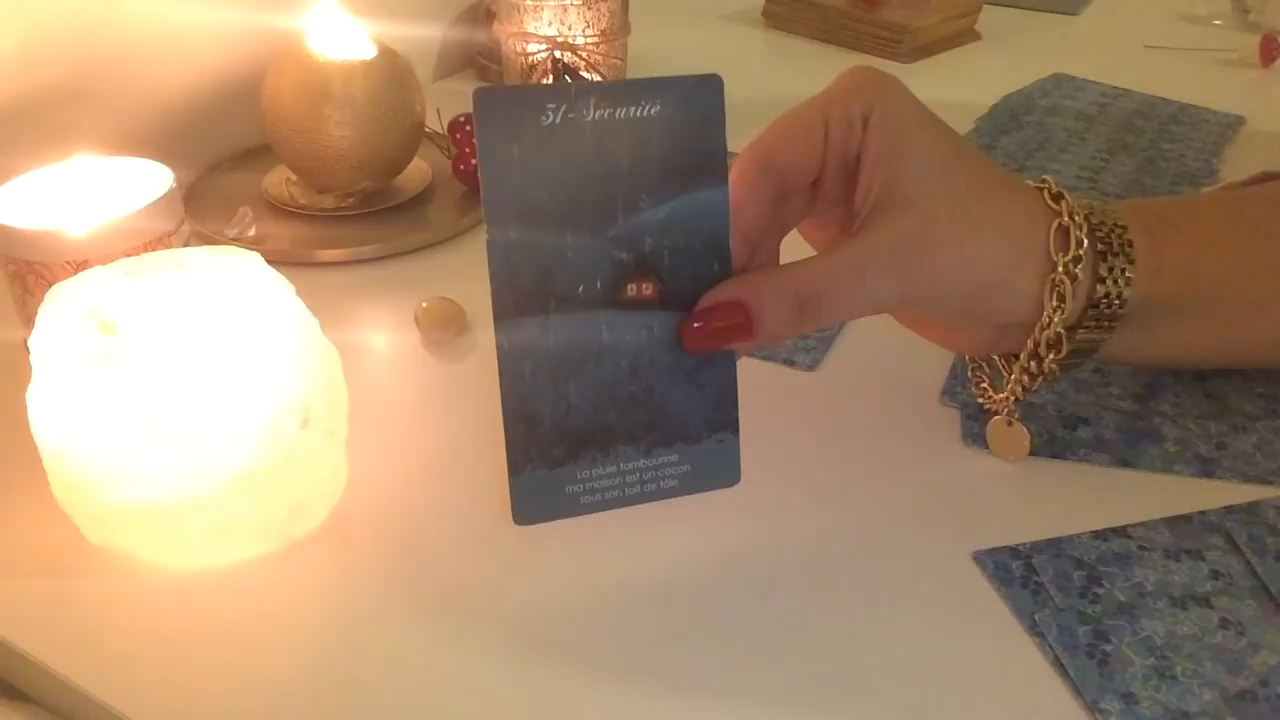 31-Sécurité
La pluie tambourine
ma maison est un cocon
sous son toit de tôle